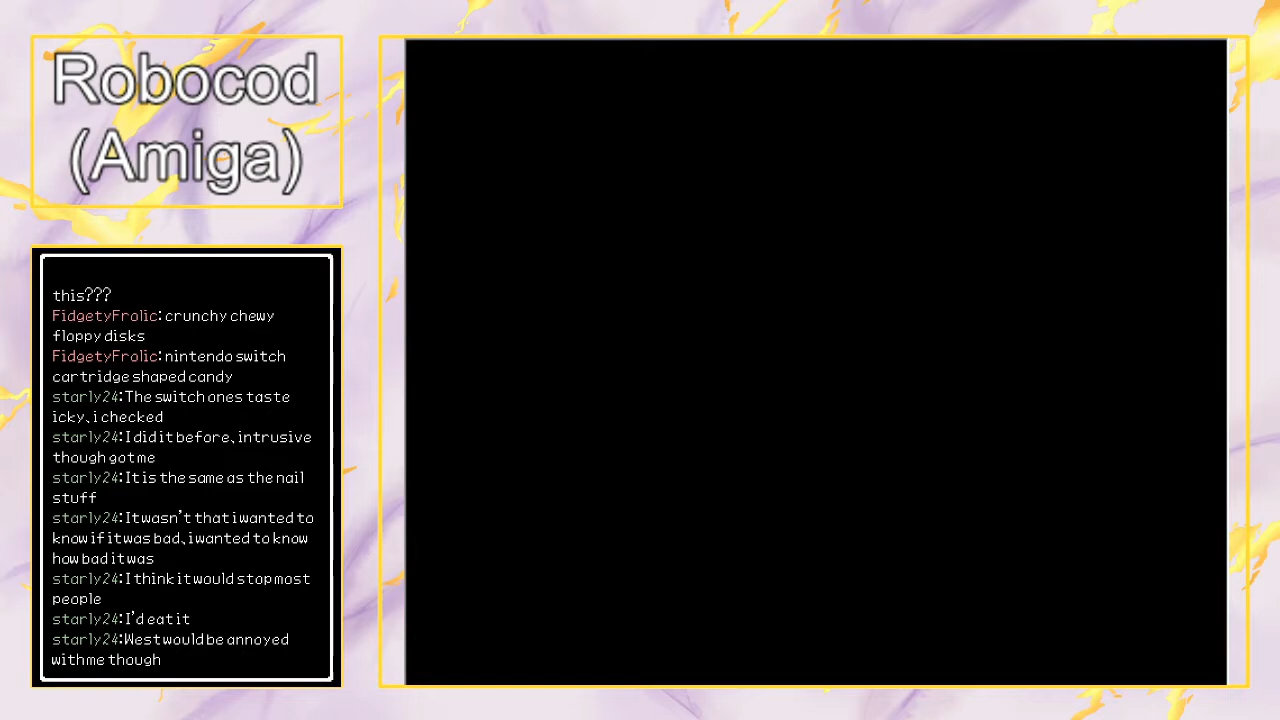 Robocod
(Amiga)
this???
FidgetyFrolic: crunchy chewy
floppy disks
FidgetyFrolic: nintendo switch
cartridge shaped candy
starly24: The switch ones taste
icky, i checked
starly24: I did it before, intrusive
though got me
starly24: It is the same as the nail
stuff
starly24: It wasn't that i wanted to
know if it was bad, i wanted to know
how bad it was
starly24: I think it would stop most
people
starly24: I'd eat it
starly24: West would be annoyed
with me though